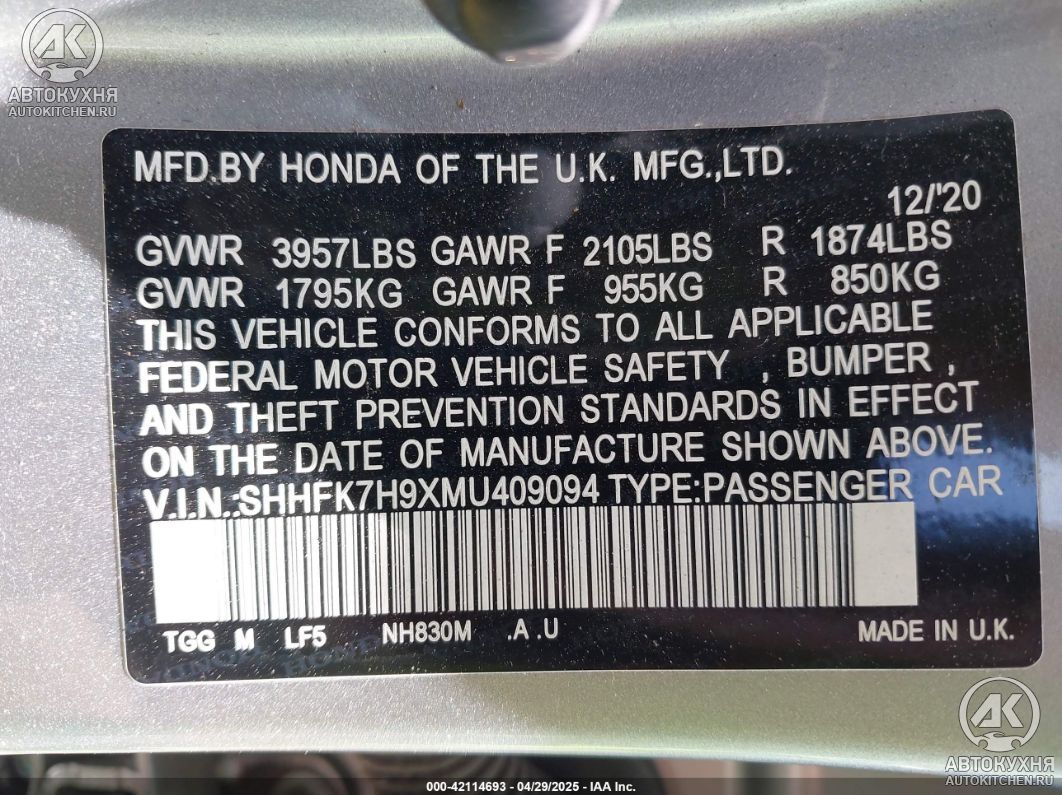 AK
АВТОКУХНЯ
AUTOKITCHEN.RU
MFD.BY HONDA OF THE U.K. MFG.,LTD.
12/'20
GVWR 3957LBS GAWR F 2105LBS R 1874LBS
GVWR 1795KG GAWR F 955KG R 850KG
THIS VEHICLE CONFORMS TO ALL APPLICABLE
FEDERAL MOTOR VEHICLE SAFETY , BUMPER ,
AND THEFT PREVENTION STANDARDS IN EFFECT
ON THE DATE OF MANUFACTURE SHOWN ABOVE.
V.I.N.:SHHFK7H9XMU409094 TYPE:PASSENGER CAR
TGG M LF5 NH830M .A .U MADE IN U.K.
AK
АВТОКУХНЯ
AUTOKITCHEN.RU
000-42114693 - 04/29/2025 - IAA Inc.